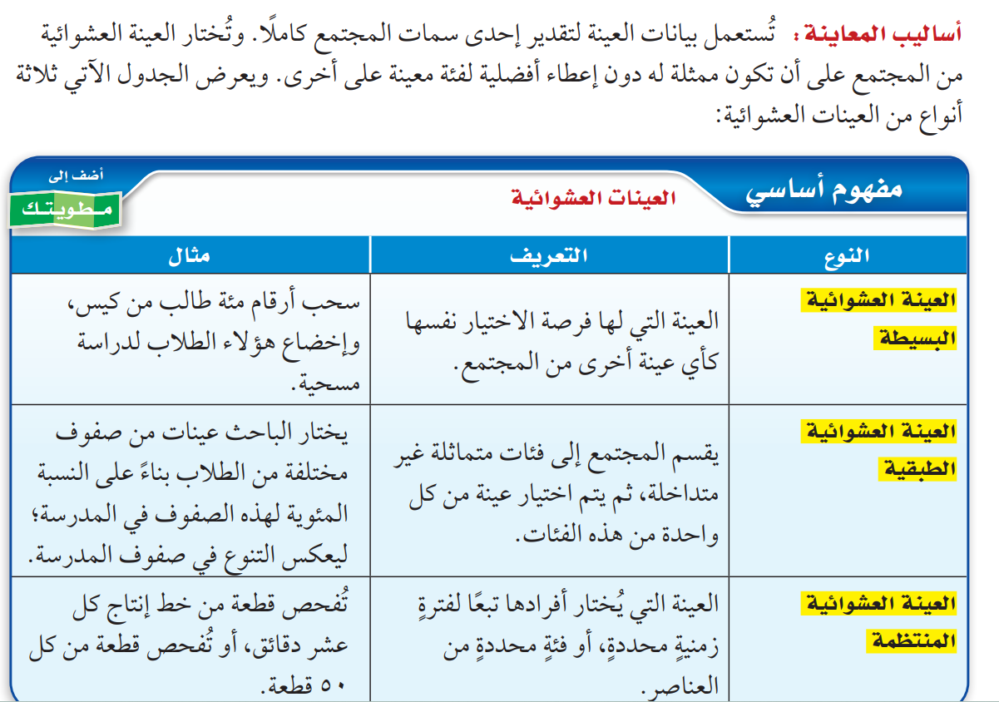 أساليب المعاينة: تُستعمل بيانات العينة لتقدير إحدى سمات المجتمع كاملًا. وتُختار العينة العشوائية
من المجتمع على أن تكون ممثلة له دون إعطاء أفضلية لفئة معينة على أخرى. ويعرض الجدول الآتي ثلاثة
أنواع من العينات العشوائية:
مفهوم أساسي
العينات العشوائية
أضف إلى
مـطويتـك
النوع
التعريف
مثال
العينة العشوائية
البسيطة
العينة التي لها فرصة الاختيار نفسها
كأي عينة أخرى من المجتمع.
سحب أرقام مئة طالب من كيس،
وإخضاع هؤلاء الطلاب لدراسة
مسحية.
العينة العشوائية
الطبقية
يقسم المجتمع إلى فئات متماثلة غير
متداخلة، ثم يتم اختيار عينة من كل
واحدة من هذه الفئات.
يختار الباحث عينات من صفوف
مختلفة من الطلاب بناءً على النسبة
المئوية لهذه الصفوف في المدرسة؛
ليعكس التنوع في صفوف المدرسة.
العينة العشوائية
المنتظمة
العينة التي يُختار أفرادها تبعًا لفترةٍ
زمنيةٍ محددةٍ، أو فئةٍ محددةٍ من
العناصر.
تُفحص قطعة من خط إنتاج كل
عشر دقائق، أو تُفحص قطعة من كل
٥٠ قطعة.